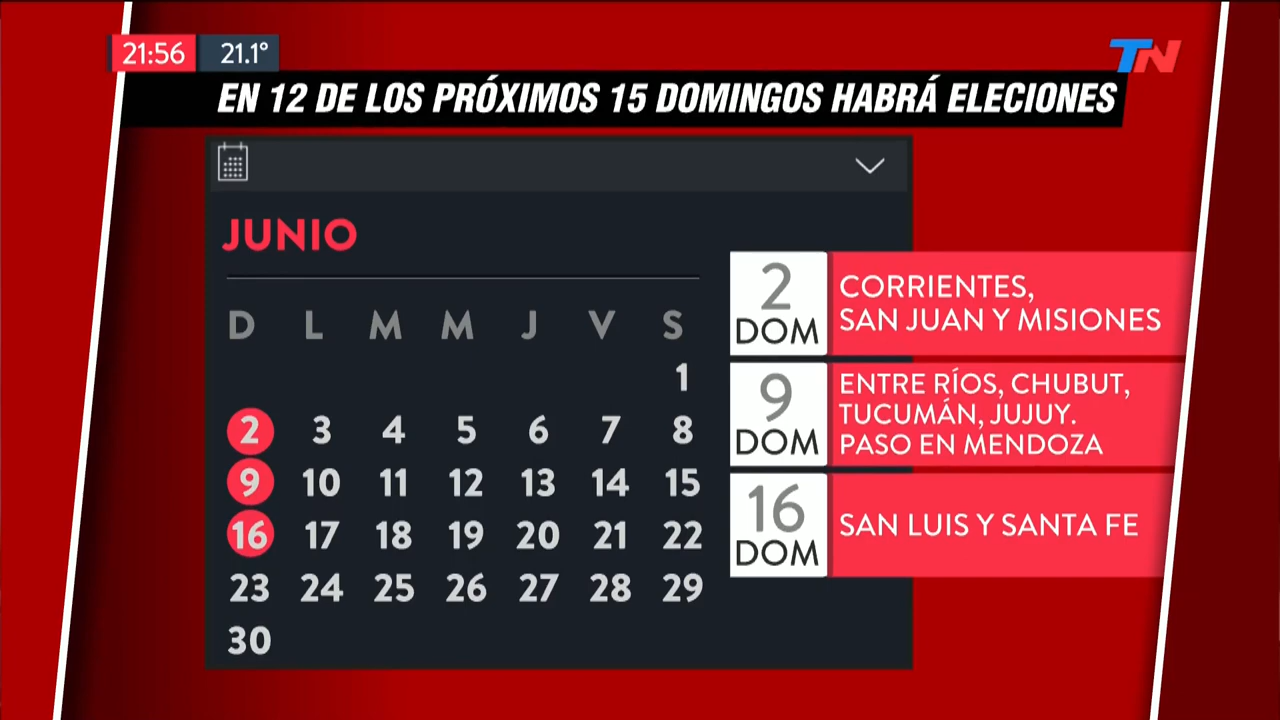 21:56 21.1°
TN
EN 12 DE LOS PRÓXIMOS 15 DOMINGOS HABRÁ ELECIONES
JUNIO
D L M M J V S
1
2 3 4 5 6 7 8
9 10 11 12 13 14 15
16 17 18 19 20 21 22
23 24 25 26 27 28 29
30
2
DOM
CORRIENTES,
SAN JUAN Y MISIONES
9
DOM
ENTRE RÍOS, CHUBUT,
TUCUMÁN, JUJUY.
PASO EN MENDOZA
16
DOM
SAN LUIS Y SANTA FE